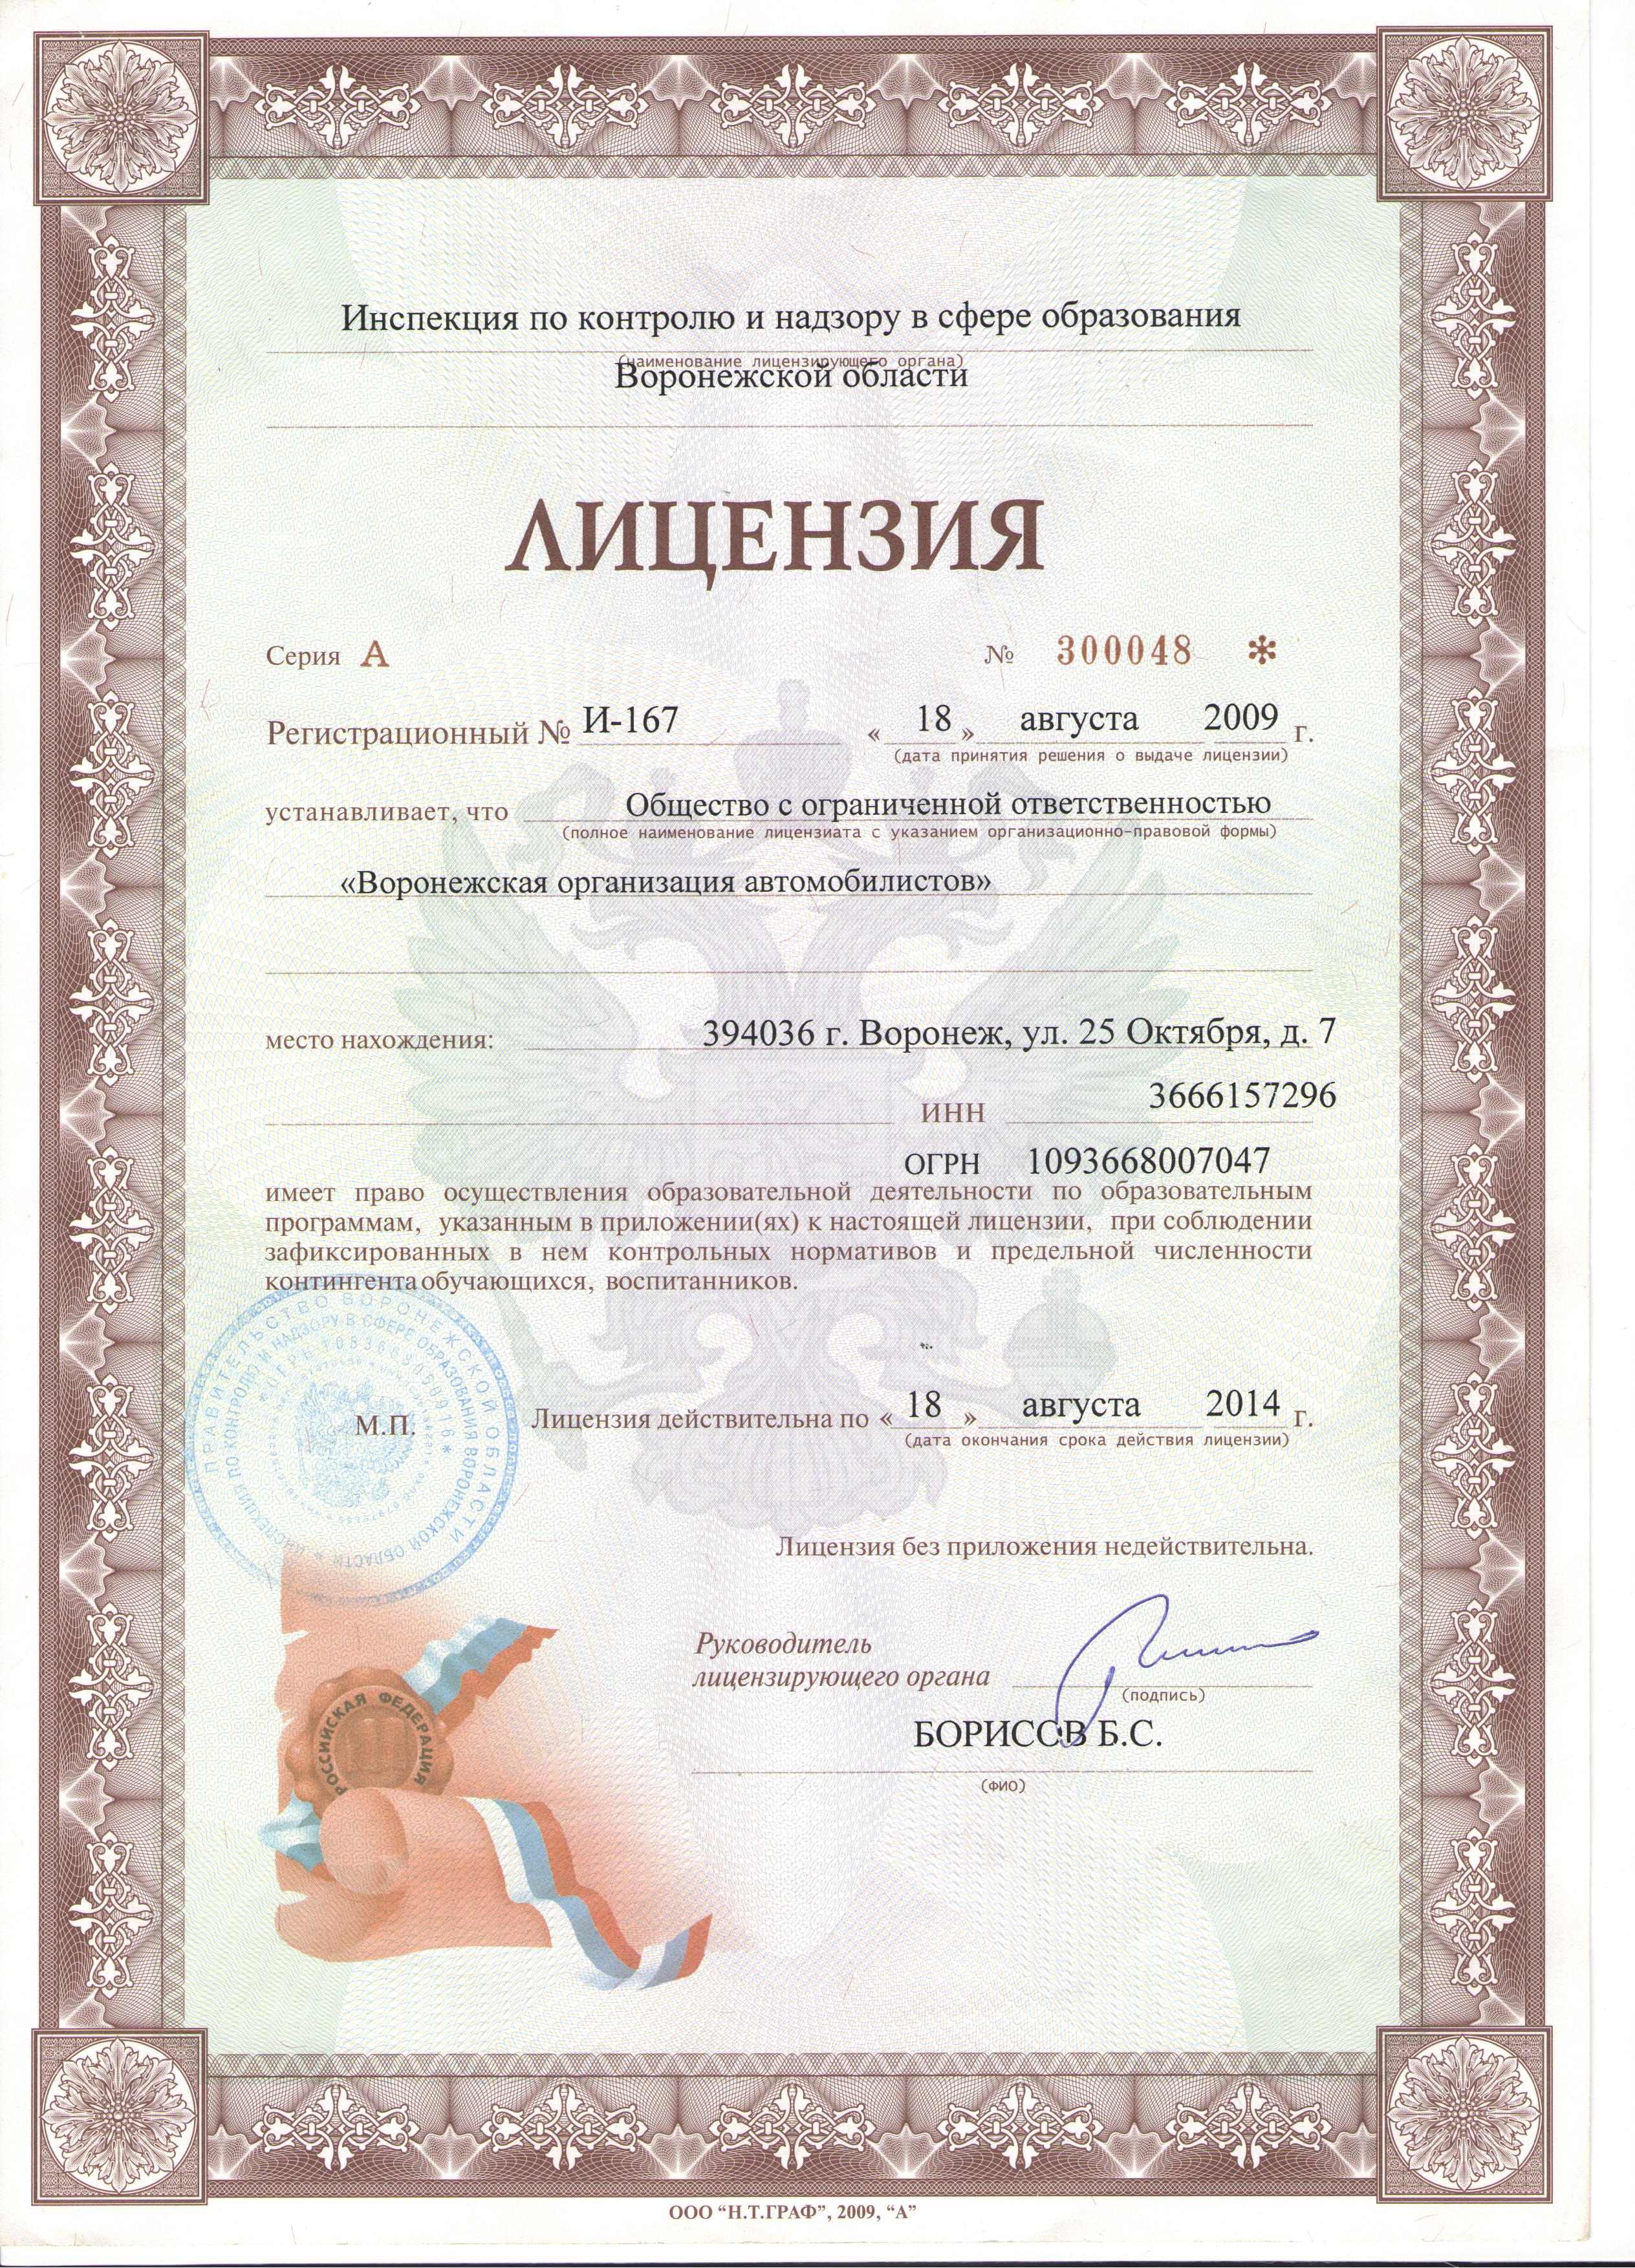 Инспекция по контролю и надзору в сфере образования
(наименование лицензирующего органа)
Воронежской области
ЛИЦЕНЗИЯ
Серия А № 300048 *
Регистрационный № И-167 « 18 » августа 2009 г.
(дата принятия решения о выдаче лицензии)
устанавливает, что Общество с ограниченной ответственностью
(полное наименование лицензиата с указанием организационно-правовой формы)
«Воронежская организация автомобилистов»
место нахождения: 394036 г. Воронеж, ул. 25 Октября, д. 7
ИНН 3666157296
ОГРН 1093668007047
имеет право осуществления образовательной деятельности по образовательным
программам, указанным в приложении(ях) к настоящей лицензии, при соблюдении
зафиксированных в нем контрольных нормативов и предельной численности
контингента обучающихся, воспитанников.
ПРАВИТЕЛЬСТВО ВОРОНЕЖСКОЙ ОБЛАСТИ
ИНСПЕКЦИЯ ПО КОНТРОЛЮ И НАДЗОРУ В СФЕРЕ ОБРАЗОВАНИЯ ВОРОНЕЖСКОЙ ОБЛАСТИ *
М.П. Лицензия действительна по « 18 » августа 2014 г.
(дата окончания срока действия лицензии)
Лицензия без приложения недействительна.
Руководитель
лицензирующего органа
(подпись)
БОРИСОВ Б.С.
(ФИО)
РОССИЙСКАЯ ФЕДЕРАЦИЯ
ООО “Н.Т.ГРАФ”, 2009, “А”